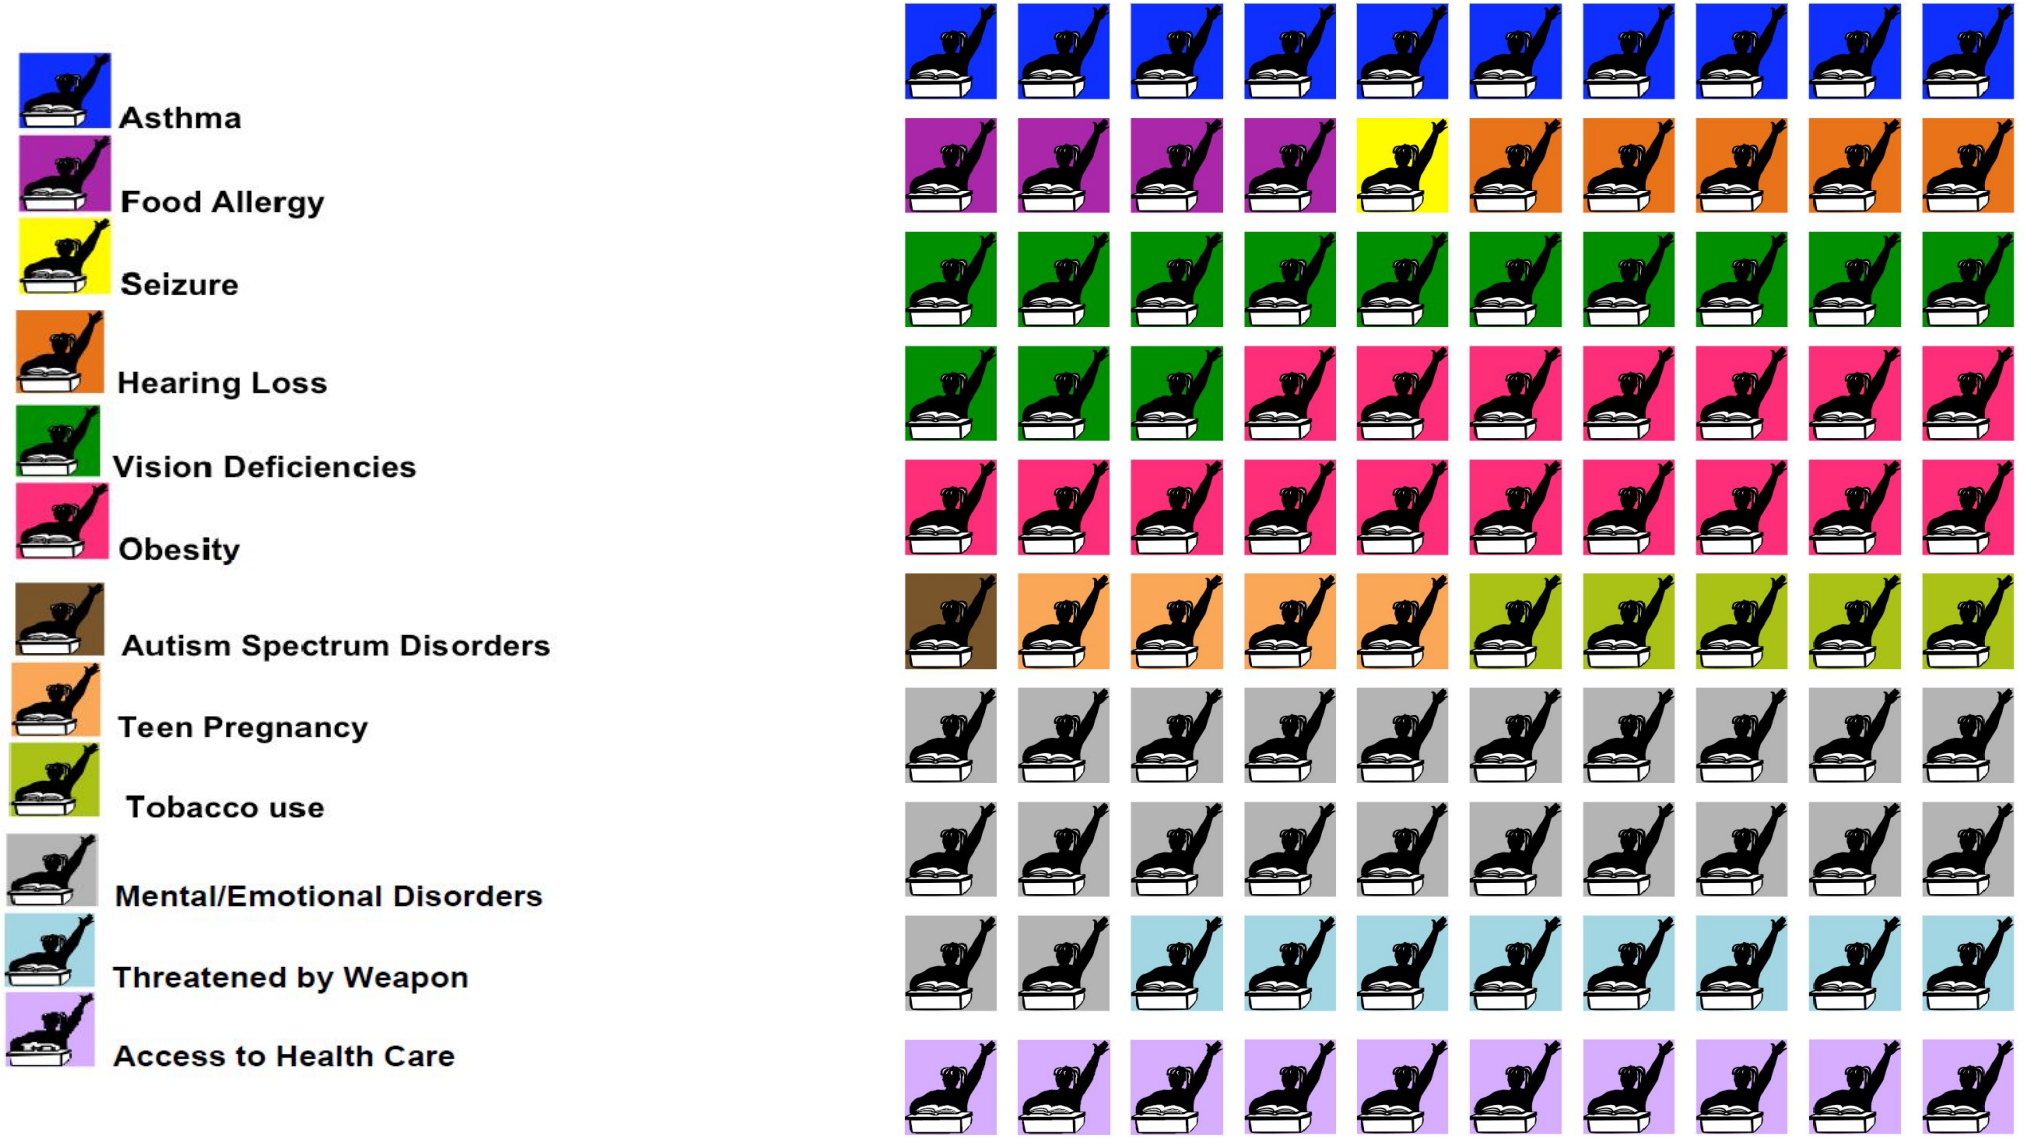 Asthma
Food Allergy
Seizure
Hearing Loss
Vision Deficiencies
Obesity
Autism Spectrum Disorders
Teen Pregnancy
Tobacco use
Mental/Emotional Disorders
Threatened by Weapon
Access to Health Care